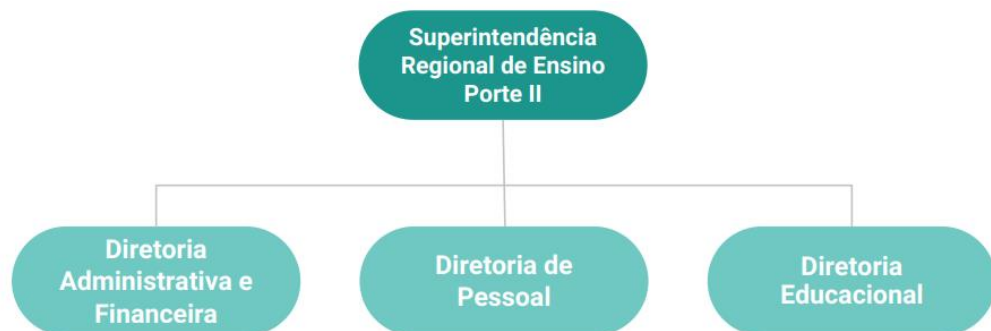 Superintendência
Regional de Ensino
Porte II
Diretoria
Administrativa e
Financeira
Diretoria de
Pessoal
Diretoria
Educacional